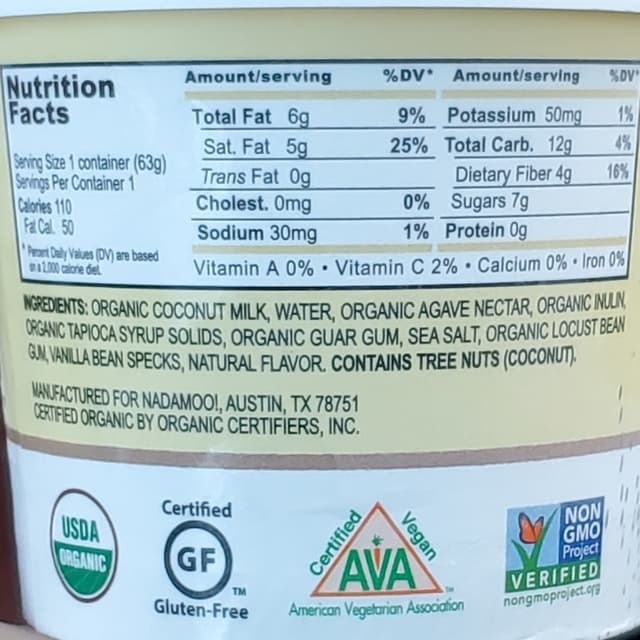 Nutrition
Facts
Serving Size 1 container (63g)
Servings Per Container 1
Calories 110
Fat Cal. 50
* Percent Daily Values (DV) are based
on a 2,000 calorie diet.
Amount/serving %DV* Amount/serving %DV*
Total Fat 6g 9% Potassium 50mg 1%
Sat. Fat 5g 25% Total Carb. 12g 4%
Trans Fat 0g Dietary Fiber 4g 16%
Cholest. 0mg 0% Sugars 7g
Sodium 30mg 1% Protein 0g
Vitamin A 0% • Vitamin C 2% • Calcium 0% • Iron 0%
INGREDIENTS: ORGANIC COCONUT MILK, WATER, ORGANIC AGAVE NECTAR, ORGANIC INULIN,
ORGANIC TAPIOCA SYRUP SOLIDS, ORGANIC GUAR GUM, SEA SALT, ORGANIC LOCUST BEAN
GUM, VANILLA BEAN SPECKS, NATURAL FLAVOR. CONTAINS TREE NUTS (COCONUT).
MANUFACTURED FOR NADAMOO!, AUSTIN, TX 78751
CERTIFIED ORGANIC BY ORGANIC CERTIFIERS, INC.
USDA
ORGANIC
Certified
GF
TM
Gluten-Free
Certified Vegan
AVA
TM
American Vegetarian Association
NON
GMO
Project
VERIFIED
nongmoproject.org